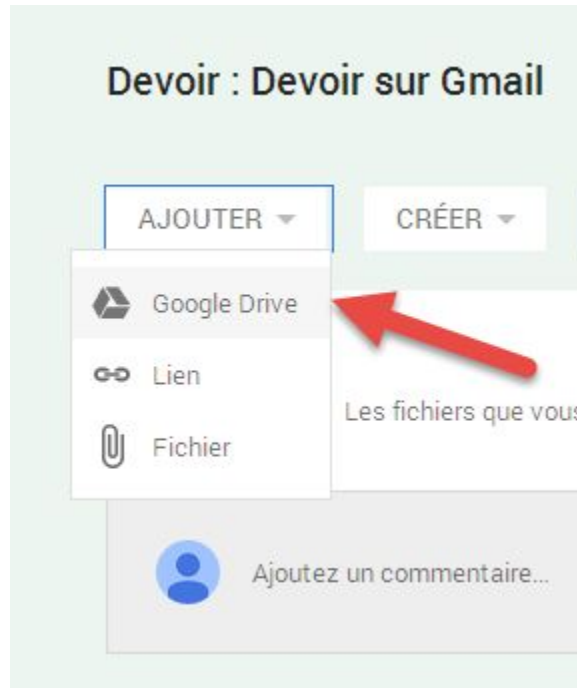 Devoir : Devoir sur Gmail
AJOUTER CRÉER
Google Drive
Lien
Les fichiers que vous
Fichier
Ajoutez un commentaire...